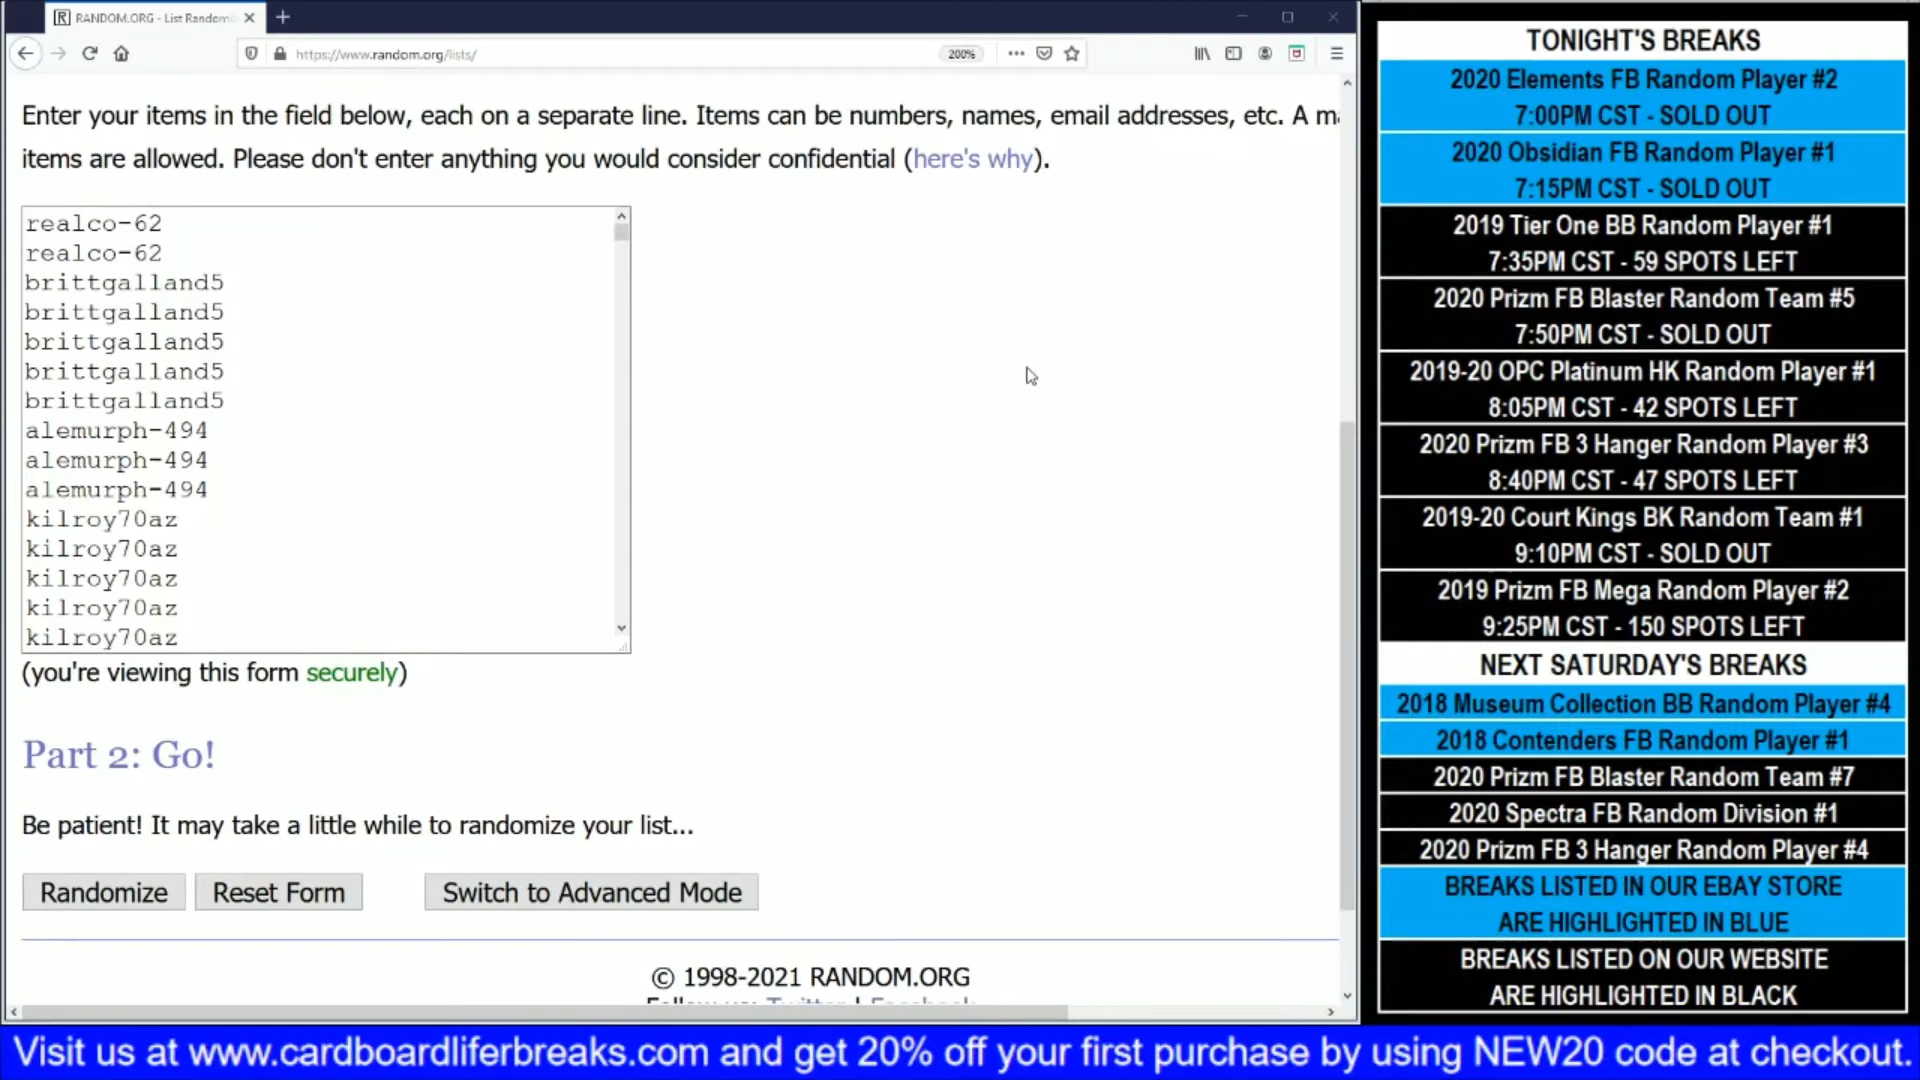 RANDOM.ORG - List Randomi
https://www.random.org/lists/
200%
Enter your items in the field below, each on a separate line. Items can be numbers, names, email addresses, etc. A ma
items are allowed. Please don't enter anything you would consider confidential (here's why).
realco-62
realco-62
brittgalland5
brittgalland5
brittgalland5
brittgalland5
brittgalland5
alemurph-494
alemurph-494
alemurph-494
kilroy70az
kilroy70az
kilroy70az
kilroy70az
kilroy70az
(you're viewing this form securely)
Part 2: Go!
Be patient! It may take a little while to randomize your list...
Randomize
Reset Form
Switch to Advanced Mode
© 1998-2021 RANDOM.ORG
Follow us: Twitter | Facebook
TONIGHT'S BREAKS
2020 Elements FB Random Player #2
7:00PM CST - SOLD OUT
2020 Obsidian FB Random Player #1
7:15PM CST - SOLD OUT
2019 Tier One BB Random Player #1
7:35PM CST - 59 SPOTS LEFT
2020 Prizm FB Blaster Random Team #5
7:50PM CST - SOLD OUT
2019-20 OPC Platinum HK Random Player #1
8:05PM CST - 42 SPOTS LEFT
2020 Prizm FB 3 Hanger Random Player #3
8:40PM CST - 47 SPOTS LEFT
2019-20 Court Kings BK Random Team #1
9:10PM CST - SOLD OUT
2019 Prizm FB Mega Random Player #2
9:25PM CST - 150 SPOTS LEFT
NEXT SATURDAY'S BREAKS
2018 Museum Collection BB Random Player #4
2018 Contenders FB Random Player #1
2020 Prizm FB Blaster Random Team #7
2020 Spectra FB Random Division #1
2020 Prizm FB 3 Hanger Random Player #4
BREAKS LISTED IN OUR EBAY STORE
ARE HIGHLIGHTED IN BLUE
BREAKS LISTED ON OUR WEBSITE
ARE HIGHLIGHTED IN BLACK
Visit us at www.cardboardliferbreaks.com and get 20% off your first purchase by using NEW20 code at checkout.